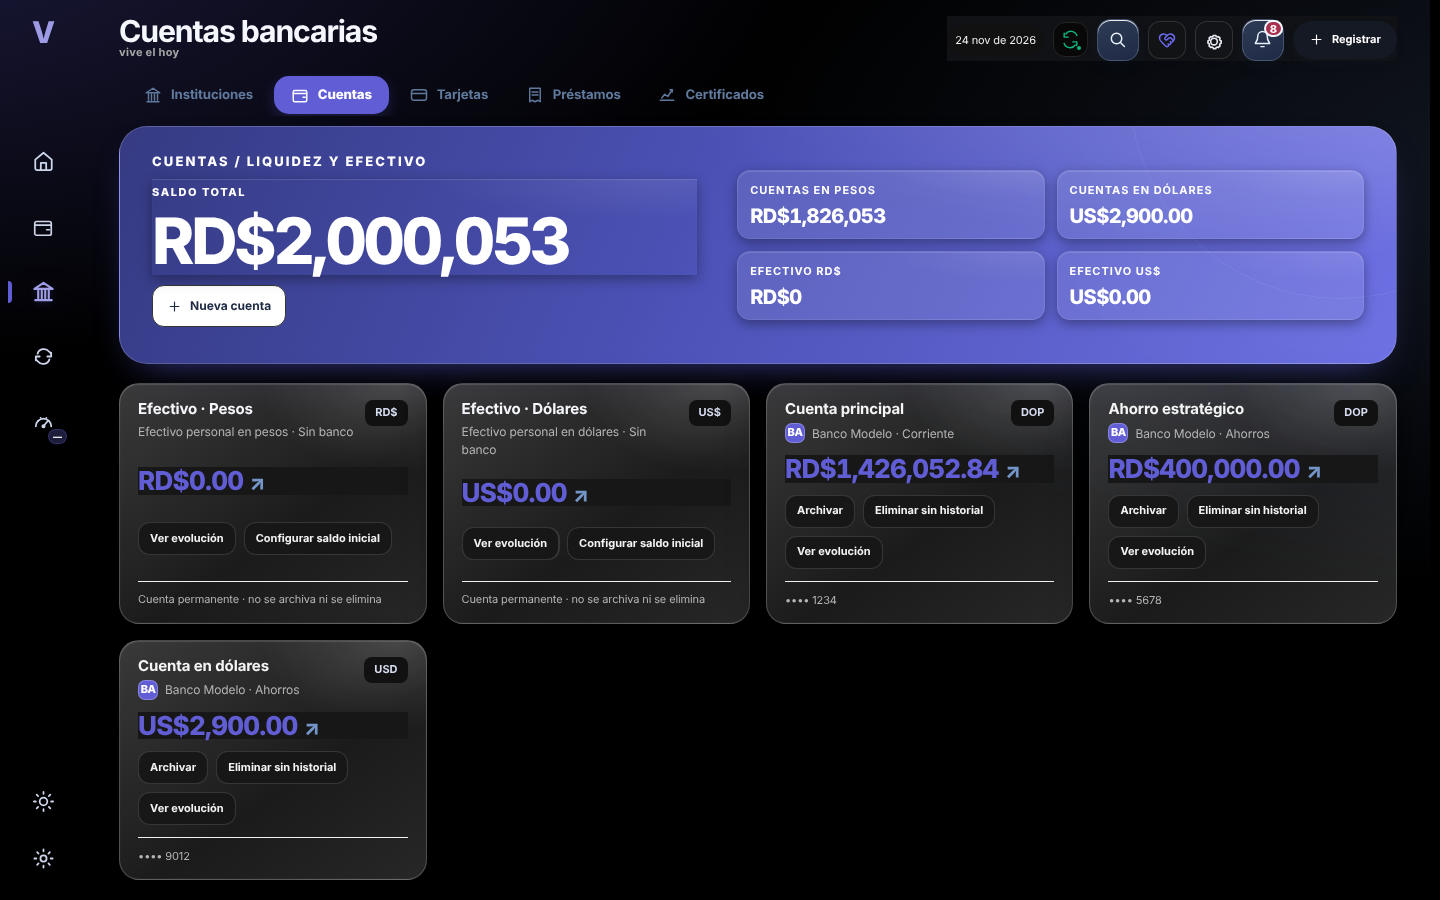 V
Cuentas bancarias
vive el hoy
24 nov de 2026
8
Registrar
Instituciones
Cuentas
Tarjetas
Préstamos
Certificados
CUENTAS / LIQUIDEZ Y EFECTIVO
SALDO TOTAL
RD$2,000,053
Nueva cuenta
CUENTAS EN PESOS
RD$1,826,053
CUENTAS EN DÓLARES
US$2,900.00
EFECTIVO RD$
RD$0
EFECTIVO US$
US$0.00
Efectivo · Pesos
RD$
Efectivo personal en pesos · Sin banco
RD$0.00
Ver evolución
Configurar saldo inicial
Cuenta permanente · no se archiva ni se elimina
Efectivo · Dólares
US$
Efectivo personal en dólares · Sin
banco
US$0.00
Ver evolución
Configurar saldo inicial
Cuenta permanente · no se archiva ni se elimina
Cuenta principal
DOP
BA Banco Modelo · Corriente
RD$1,426,052.84
Archivar
Eliminar sin historial
Ver evolución
•••• 1234
Ahorro estratégico
DOP
BA Banco Modelo · Ahorros
RD$400,000.00
Archivar
Eliminar sin historial
Ver evolución
•••• 5678
Cuenta en dólares
USD
BA Banco Modelo · Ahorros
US$2,900.00
Archivar
Eliminar sin historial
Ver evolución
•••• 9012